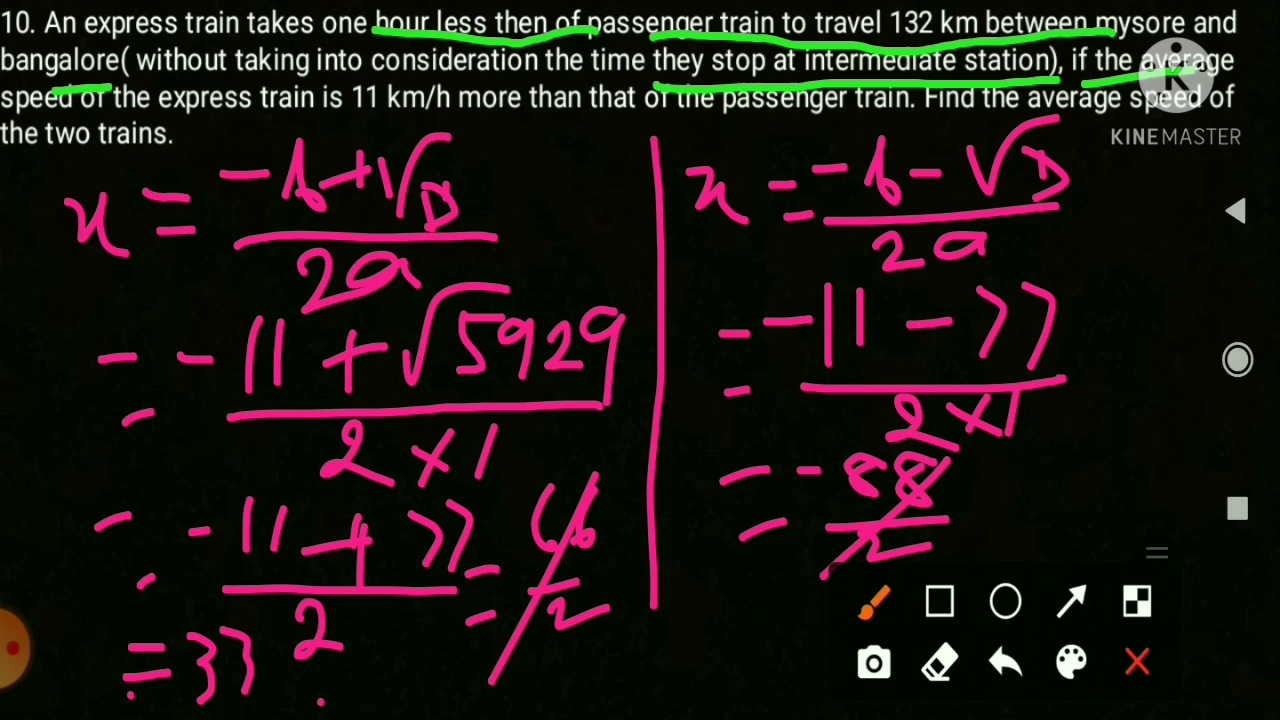 10. An express train takes one hour less then of passenger train to travel 132 km between mysore and
bangalore( without taking into consideration the time they stop at intermediate station), if the average
speed of the express train is 11 km/h more than that of the passenger train. Find the average speed of
the two trains.
KINEMASTER
x = -b+√D
2a
= -11+√5929
2×1
= -11+77
2
= 66
2
= 33
x = -b-√D
2a
= -11-77
2×1
= -88
2